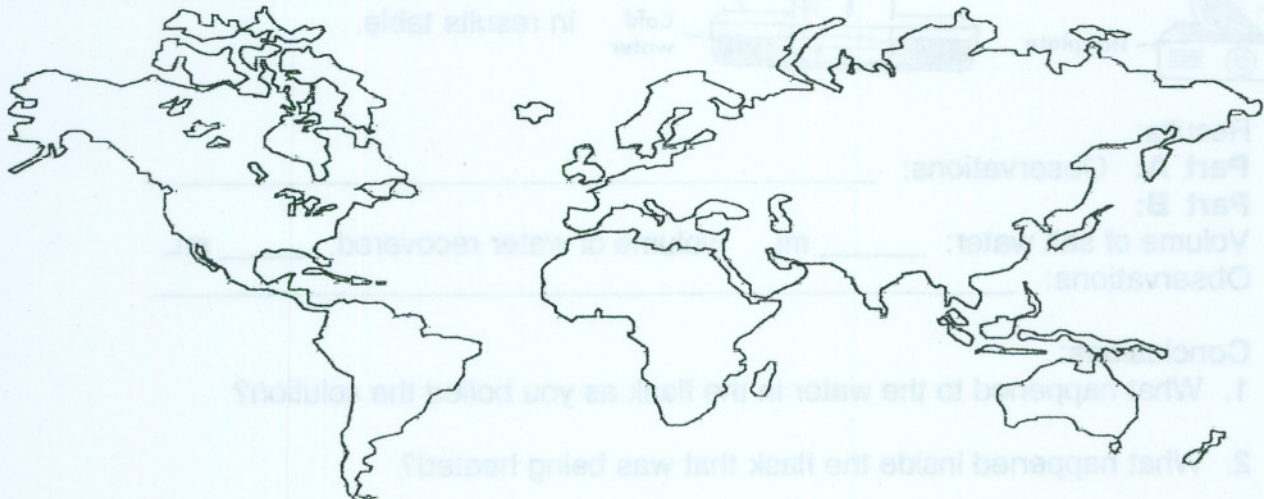 Cold
water
in results table.
Hotplate
Results:
Part A: Observations:
Part B:
Volume of salt water: mL Volume of water recovered mL
Observations:
Conclusions:
1. What happened to the water in the flask as you boiled the solution?
2. What happened inside the flask that was being heated?